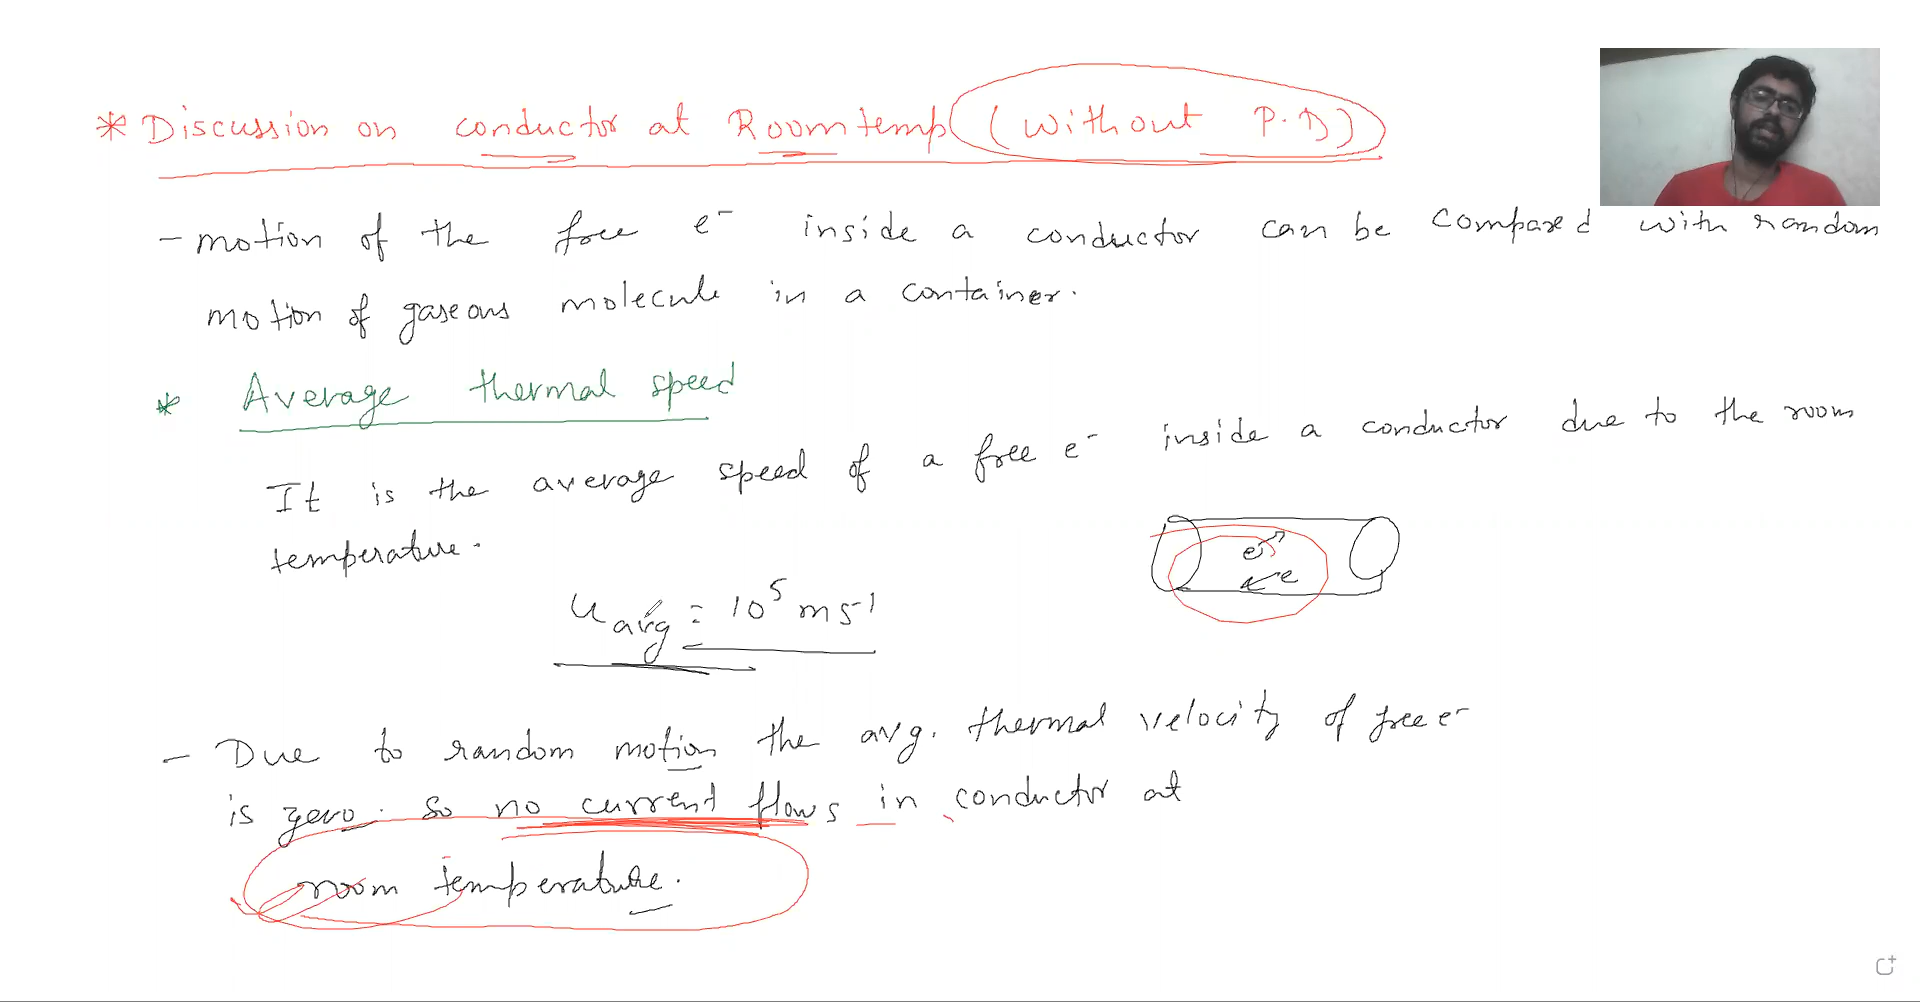 * Discussion on conductor at Room temp (without P.D)
- motion of the free e⁻ inside a conductor can be compared with random
motion of gaseous molecule in a container.
* Average thermal speed
It is the average speed of a free e⁻ inside a conductor due to the room
temperature.
e
e
u avg = 10⁵ ms⁻¹
- Due to random motion the avg. thermal velocity of free e⁻
is zero. so no current flows in conductor at
room temperature.